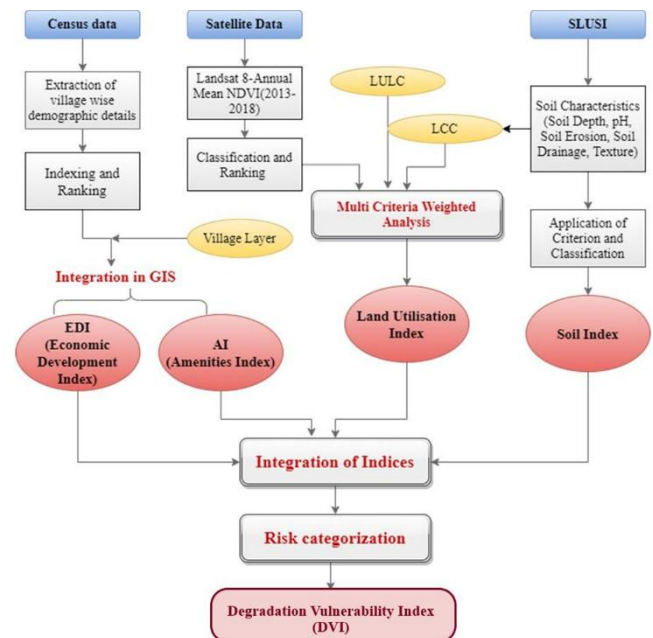 Census data
Satellite Data
SLUSI
Extraction of
village wise
demographic details
Landsat 8-Annual
Mean NDVI(2013-
2018)
LULC
LCC
Soil Characteristics
(Soil Depth, pH,
Soil Erosion, Soil
Drainage, Texture)
Indexing and
Ranking
Classification and
Ranking
Multi Criteria Weighted
Analysis
Application of
Criterion and
Classification
Village Layer
Integration in GIS
EDI
(Economic
Development
Index)
AI
(Amenities Index)
Land Utilisation
Index
Soil Index
Integration of Indices
Risk categorization
Degradation Vulnerability Index
(DVI)